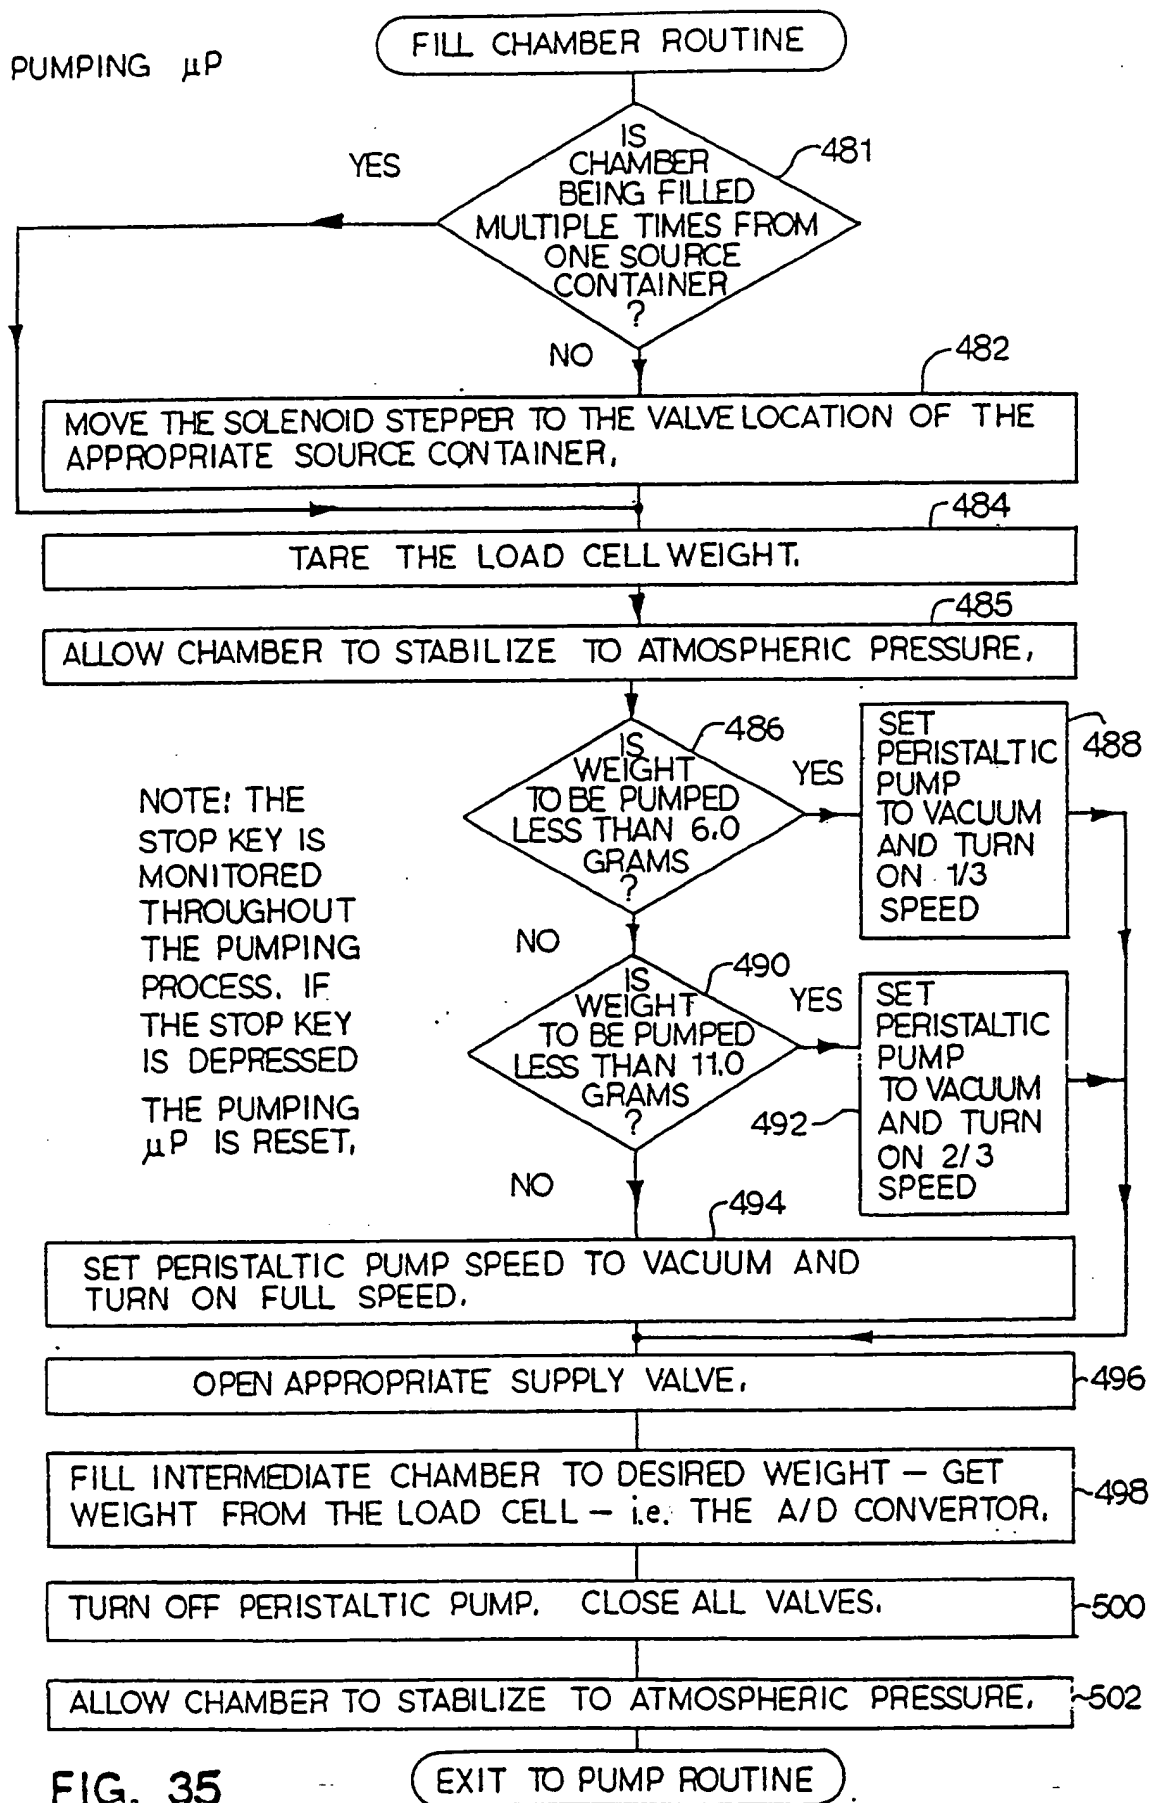 PUMPING µP
FILL CHAMBER ROUTINE
IS
CHAMBER
BEING FILLED
MULTIPLE TIMES FROM
ONE SOURCE
CONTAINER
?
481
YES
NO
482
MOVE THE SOLENOID STEPPER TO THE VALVE LOCATION OF THE
APPROPRIATE SOURCE CONTAINER.
484
TARE THE LOAD CELL WEIGHT.
485
ALLOW CHAMBER TO STABILIZE TO ATMOSPHERIC PRESSURE.
IS
WEIGHT
TO BE PUMPED
LESS THAN 6.0
GRAMS
?
486
YES
SET
PERISTALTIC
PUMP
TO VACUUM
AND TURN
ON 1/3
SPEED
488
NO
NOTE: THE
STOP KEY IS
MONITORED
THROUGHOUT
THE PUMPING
PROCESS. IF
THE STOP KEY
IS DEPRESSED
THE PUMPING
µP IS RESET.
IS
WEIGHT
TO BE PUMPED
LESS THAN 11.0
GRAMS
?
490
YES
SET
PERISTALTIC
PUMP
TO VACUUM
AND TURN
ON 2/3
SPEED
492
NO
494
SET PERISTALTIC PUMP SPEED TO VACUUM AND
TURN ON FULL SPEED.
OPEN APPROPRIATE SUPPLY VALVE.
496
FILL INTERMEDIATE CHAMBER TO DESIRED WEIGHT — GET
WEIGHT FROM THE LOAD CELL — i.e. THE A/D CONVERTOR.
498
TURN OFF PERISTALTIC PUMP. CLOSE ALL VALVES.
500
ALLOW CHAMBER TO STABILIZE TO ATMOSPHERIC PRESSURE.
502
EXIT TO PUMP ROUTINE
FIG. 35